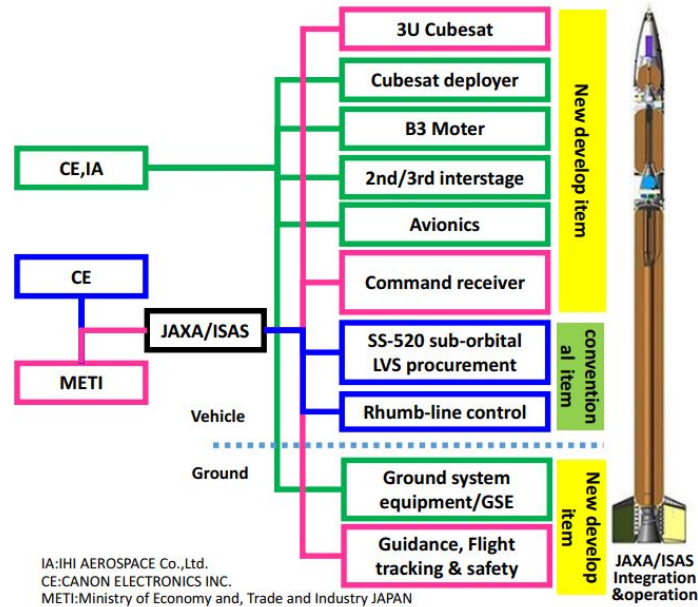 3U Cubesat
Cubesat deployer
B3 Moter
2nd/3rd interstage
Avionics
Command receiver
New develop item
CE,IA
CE
JAXA/ISAS
METI
SS-520 sub-orbital
LVS procurement
Rhumb-line control
convention
al item
Vehicle
Ground
Ground system
equipment/GSE
Guidance, Flight
tracking & safety
New develop
item
JAXA/ISAS
Integration
&operation
IA:IHI AEROSPACE Co.,Ltd.
CE:CANON ELECTRONICS INC.
METI:Ministry of Economy and, Trade and Industry JAPAN